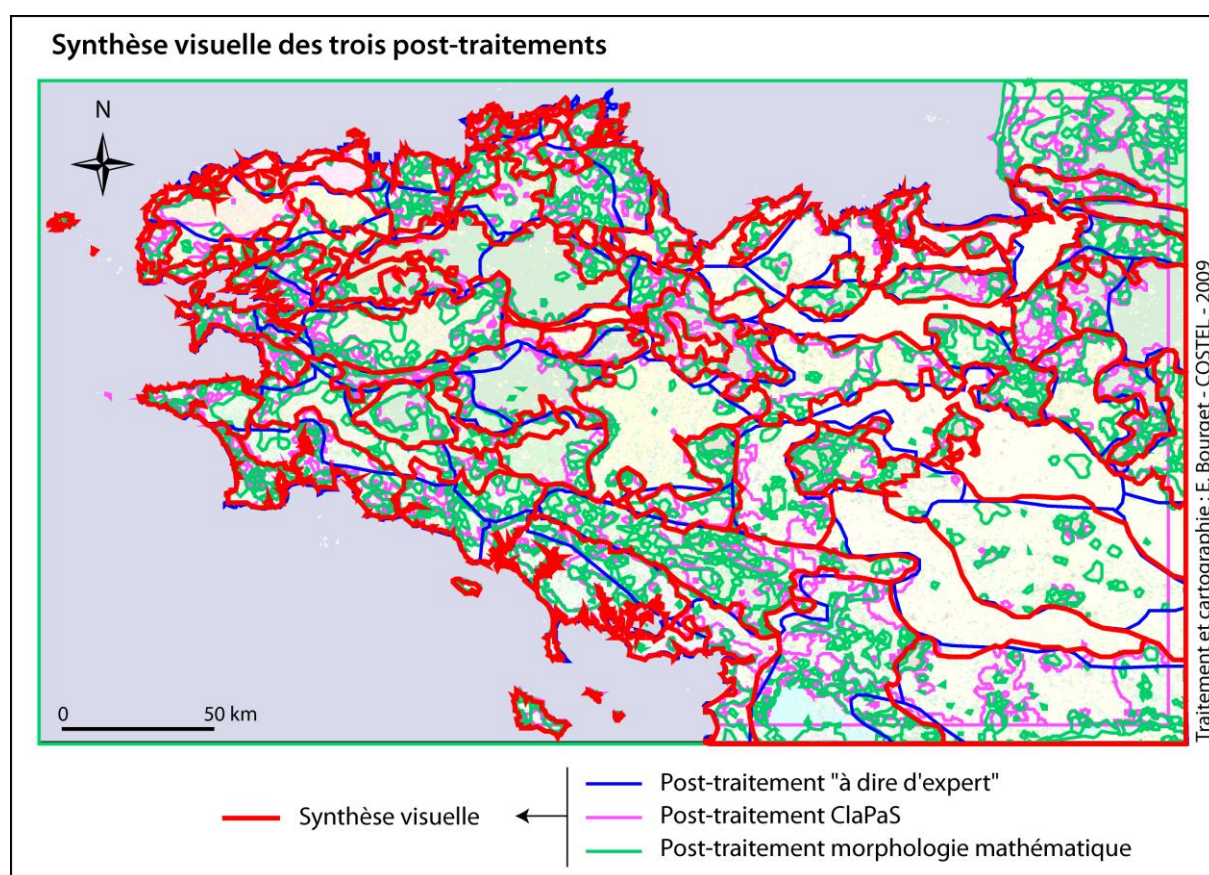 Synthèse visuelle des trois post-traitements
N
0 50 km
Traitement et cartographie : E. Bourget - COSTEL - 2009
Synthèse visuelle
Post-traitement "à dire d'expert"
Post-traitement ClaPaS
Post-traitement morphologie mathématique